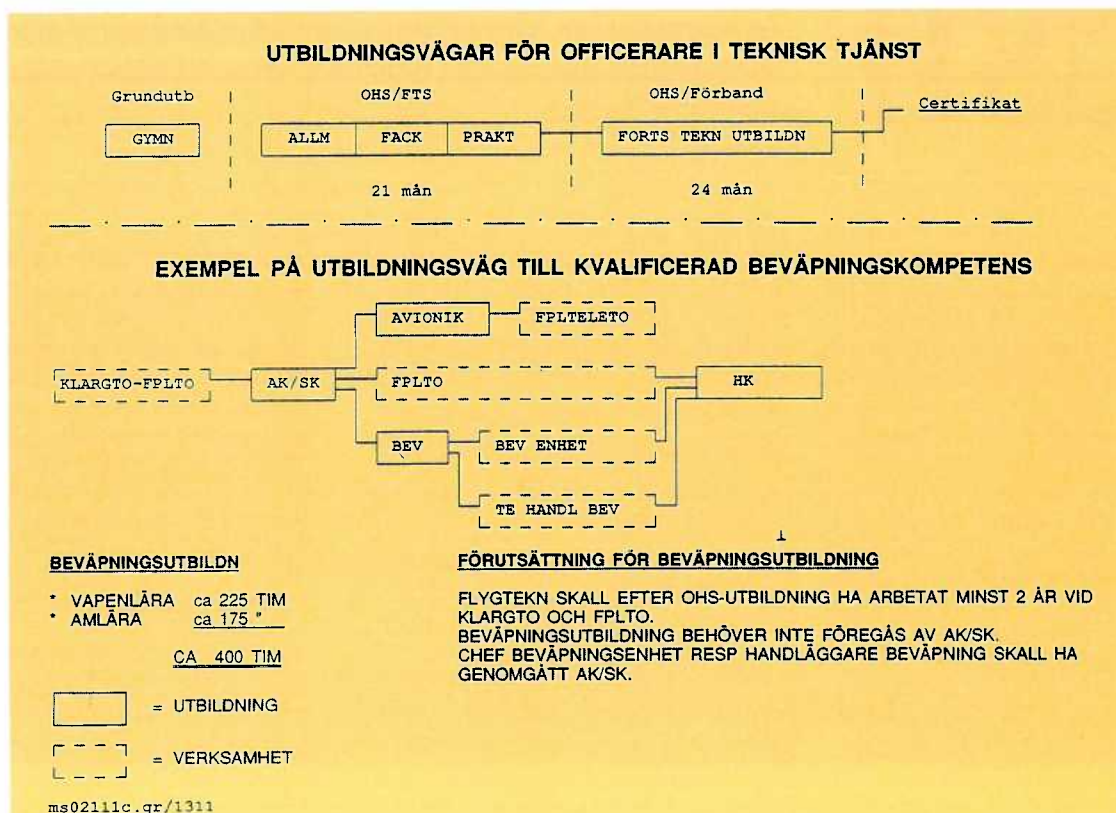 UTBILDNINGSVÄGAR FÖR OFFICERARE I TEKNISK TJÄNST
Grundutb OHS/FTS OHS/Förband Certifikat
GYMN ALLM FACK PRAKT FORTS TEKN UTBILDN
21 mån 24 mån
EXEMPEL PÅ UTBILDNINGSVÄG TILL KVALIFICERAD BEVÄPNINGSKOMPETENS
AVIONIK FPLTELETO
KLARGTO-FPLTO AK/SK FPLTO HK
BEV BEV ENHET
TE HANDL BEV
BEVÄPNINGSUTBILDN
* VAPENLÄRA ca 225 TIM
* AMLÄRA ca 175 "
CA 400 TIM
= UTBILDNING
= VERKSAMHET
FÖRUTSÄTTNING FÖR BEVÄPNINGSUTBILDNING
FLYGTEKN SKALL EFTER OHS-UTBILDNING HA ARBETAT MINST 2 ÅR VID
KLARGTO OCH FPLTO.
BEVÄPNINGSUTBILDNING BEHÖVER INTE FÖREGÅS AV AK/SK.
CHEF BEVÄPNINGSENHET RESP HANDLÄGGARE BEVÄPNING SKALL HA
GENOMGÅTT AK/SK.
ms02111c.gr/1311